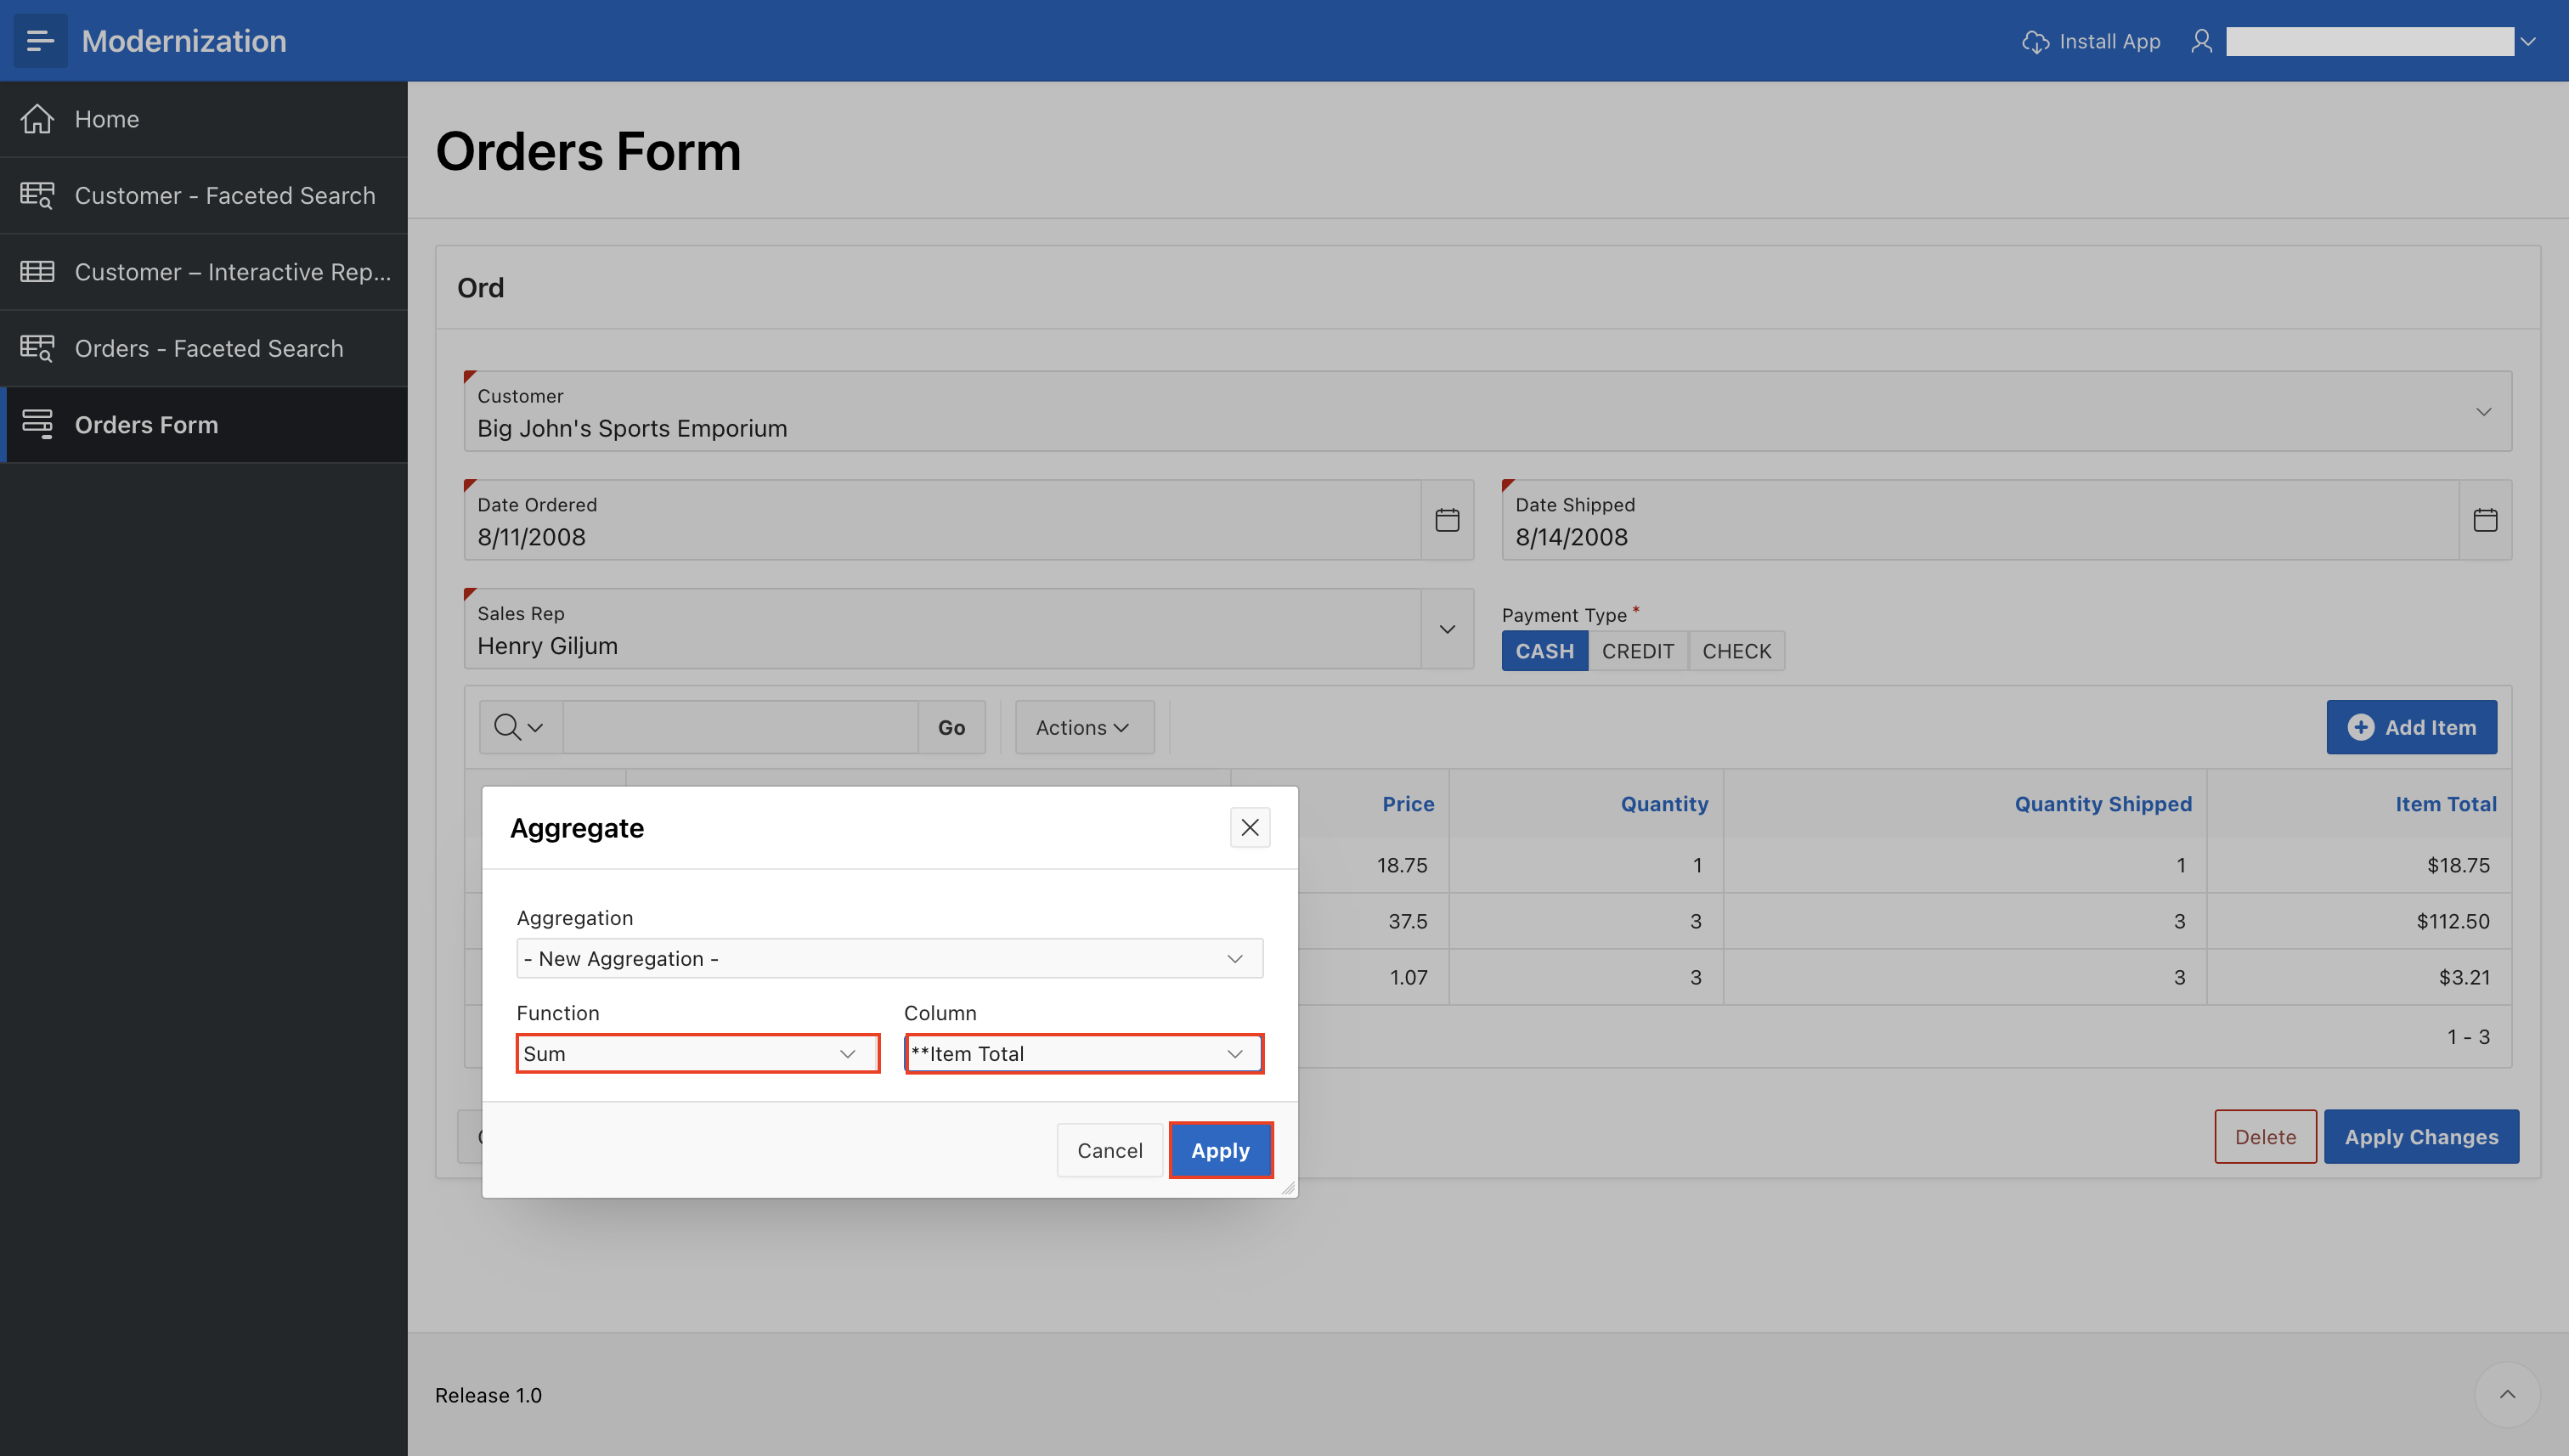 Modernization
Install App
Home
Customer - Faceted Search
Customer – Interactive Rep...
Orders - Faceted Search
Orders Form
Orders Form
Ord
Customer
Big John's Sports Emporium
Date Ordered
8/11/2008
Date Shipped
8/14/2008
Sales Rep
Henry Giljum
Payment Type *
CASH CREDIT CHECK
Go
Actions
Add Item
Price Quantity Quantity Shipped Item Total
18.75 1 1 $18.75
37.5 3 3 $112.50
1.07 3 3 $3.21
1 - 3
Aggregate
Aggregation
- New Aggregation -
Function
Sum
Column
**Item Total
Cancel
Apply
Delete
Apply Changes
Release 1.0